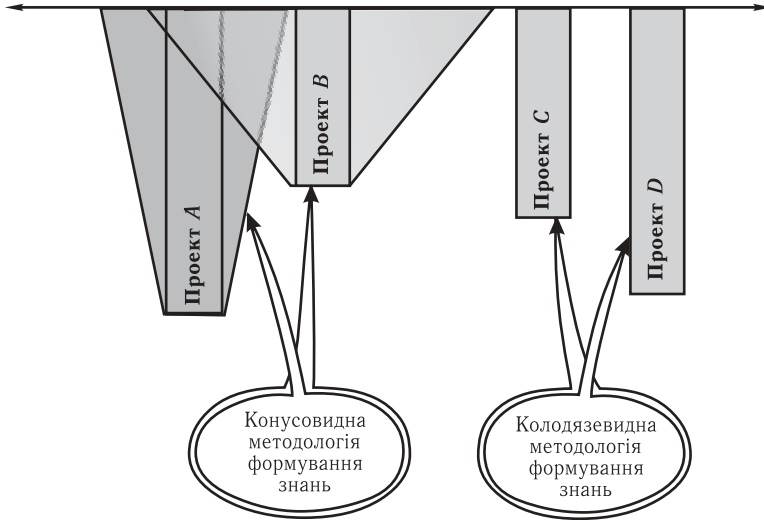 Проект A
Проект B
Проект C
Проект D
Конусовидна
методологія
формування
знань
Колодязевидна
методологія
формування
знань